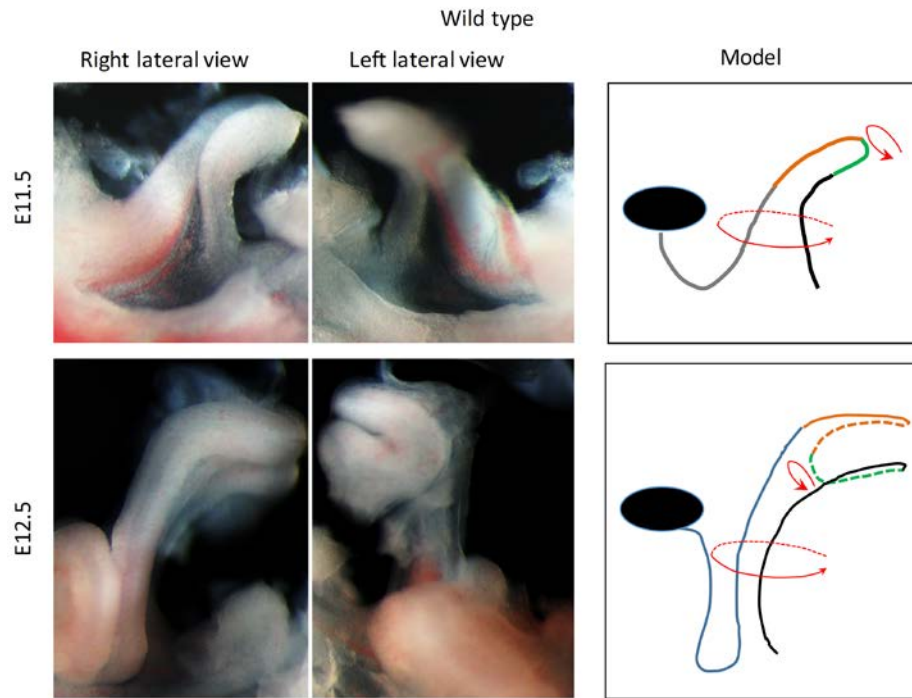 Wild type
Right lateral view
Left lateral view
Model
E11.5
E12.5